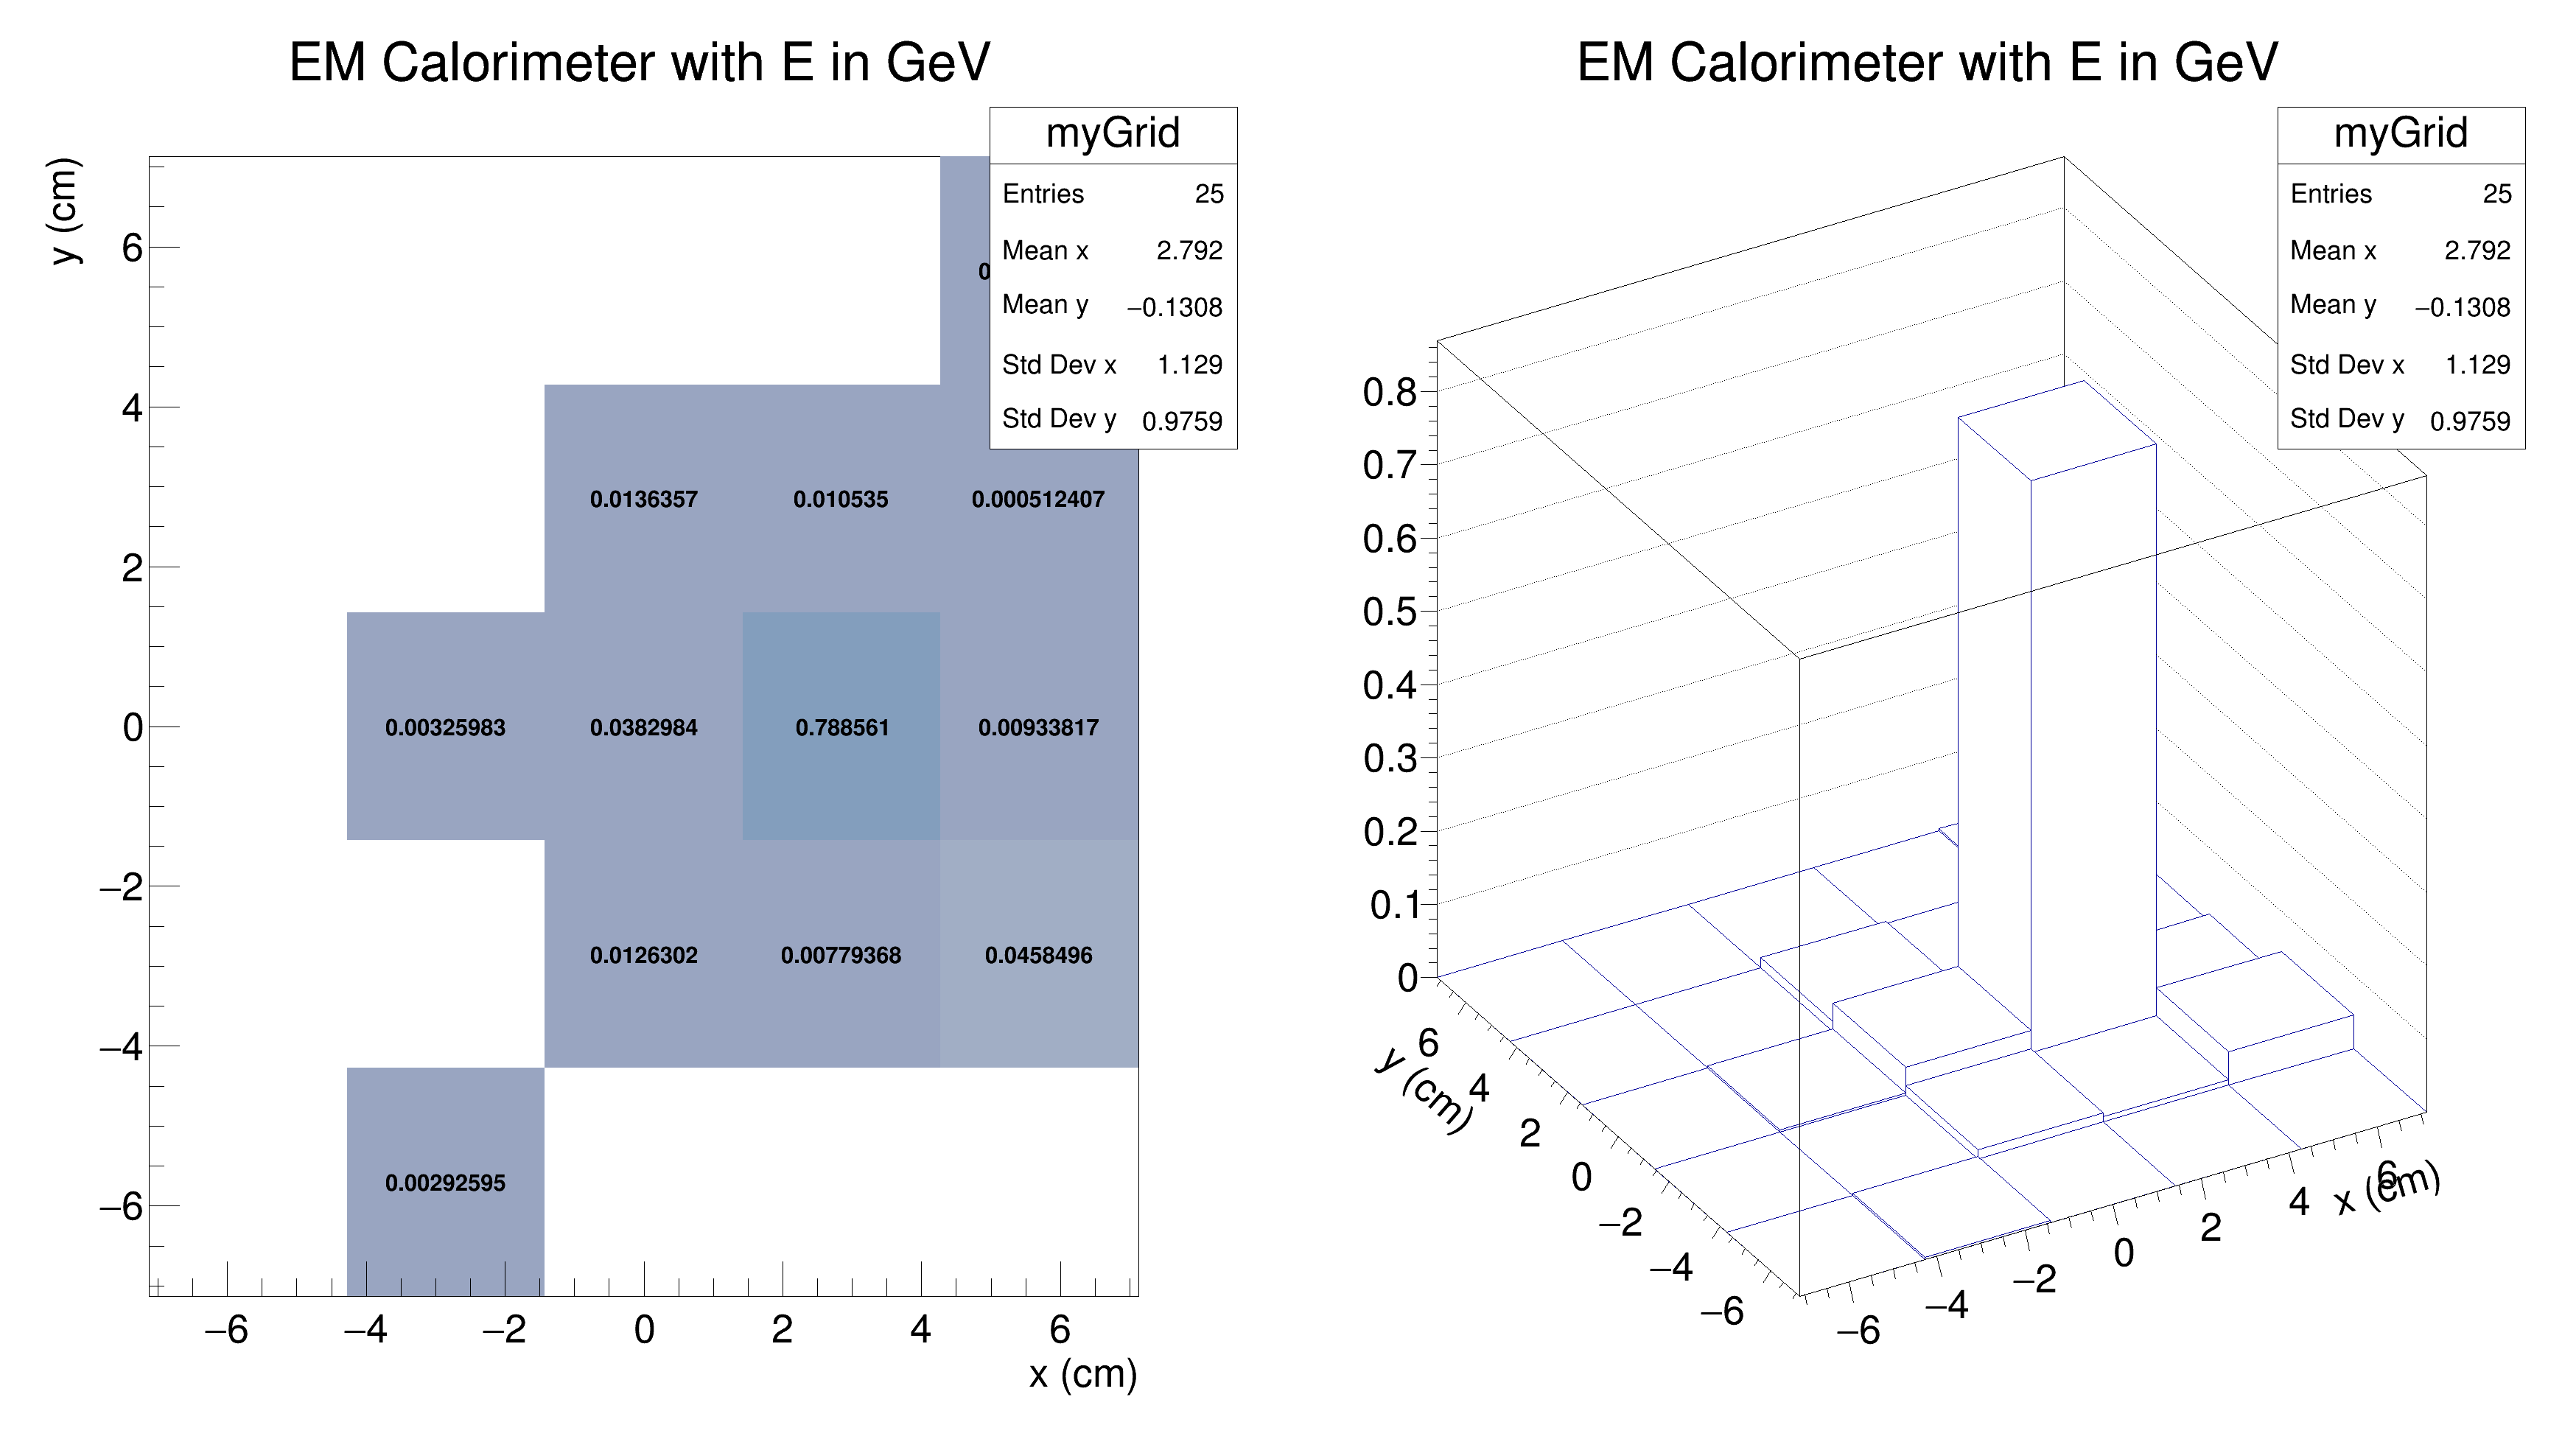 EM Calorimeter with E in GeV
myGrid
Entries 25
Mean x 2.792
Mean y −0.1308
Std Dev x 1.129
Std Dev y 0.9759
y (cm)
6
4
2
0
−2
−4
−6
0
0.0136357 0.010535 0.000512407
0.00325983 0.0382984 0.788561 0.00933817
0.0126302 0.00779368 0.0458496
0.00292595
−6 −4 −2 0 2 4 6
x (cm)
EM Calorimeter with E in GeV
myGrid
Entries 25
Mean x 2.792
Mean y −0.1308
Std Dev x 1.129
Std Dev y 0.9759
0.8
0.7
0.6
0.5
0.4
0.3
0.2
0.1
0
6
4
2
0
−2
−4
−6
y (cm)
−6 −4 −2 0 2 4 6
x (cm)